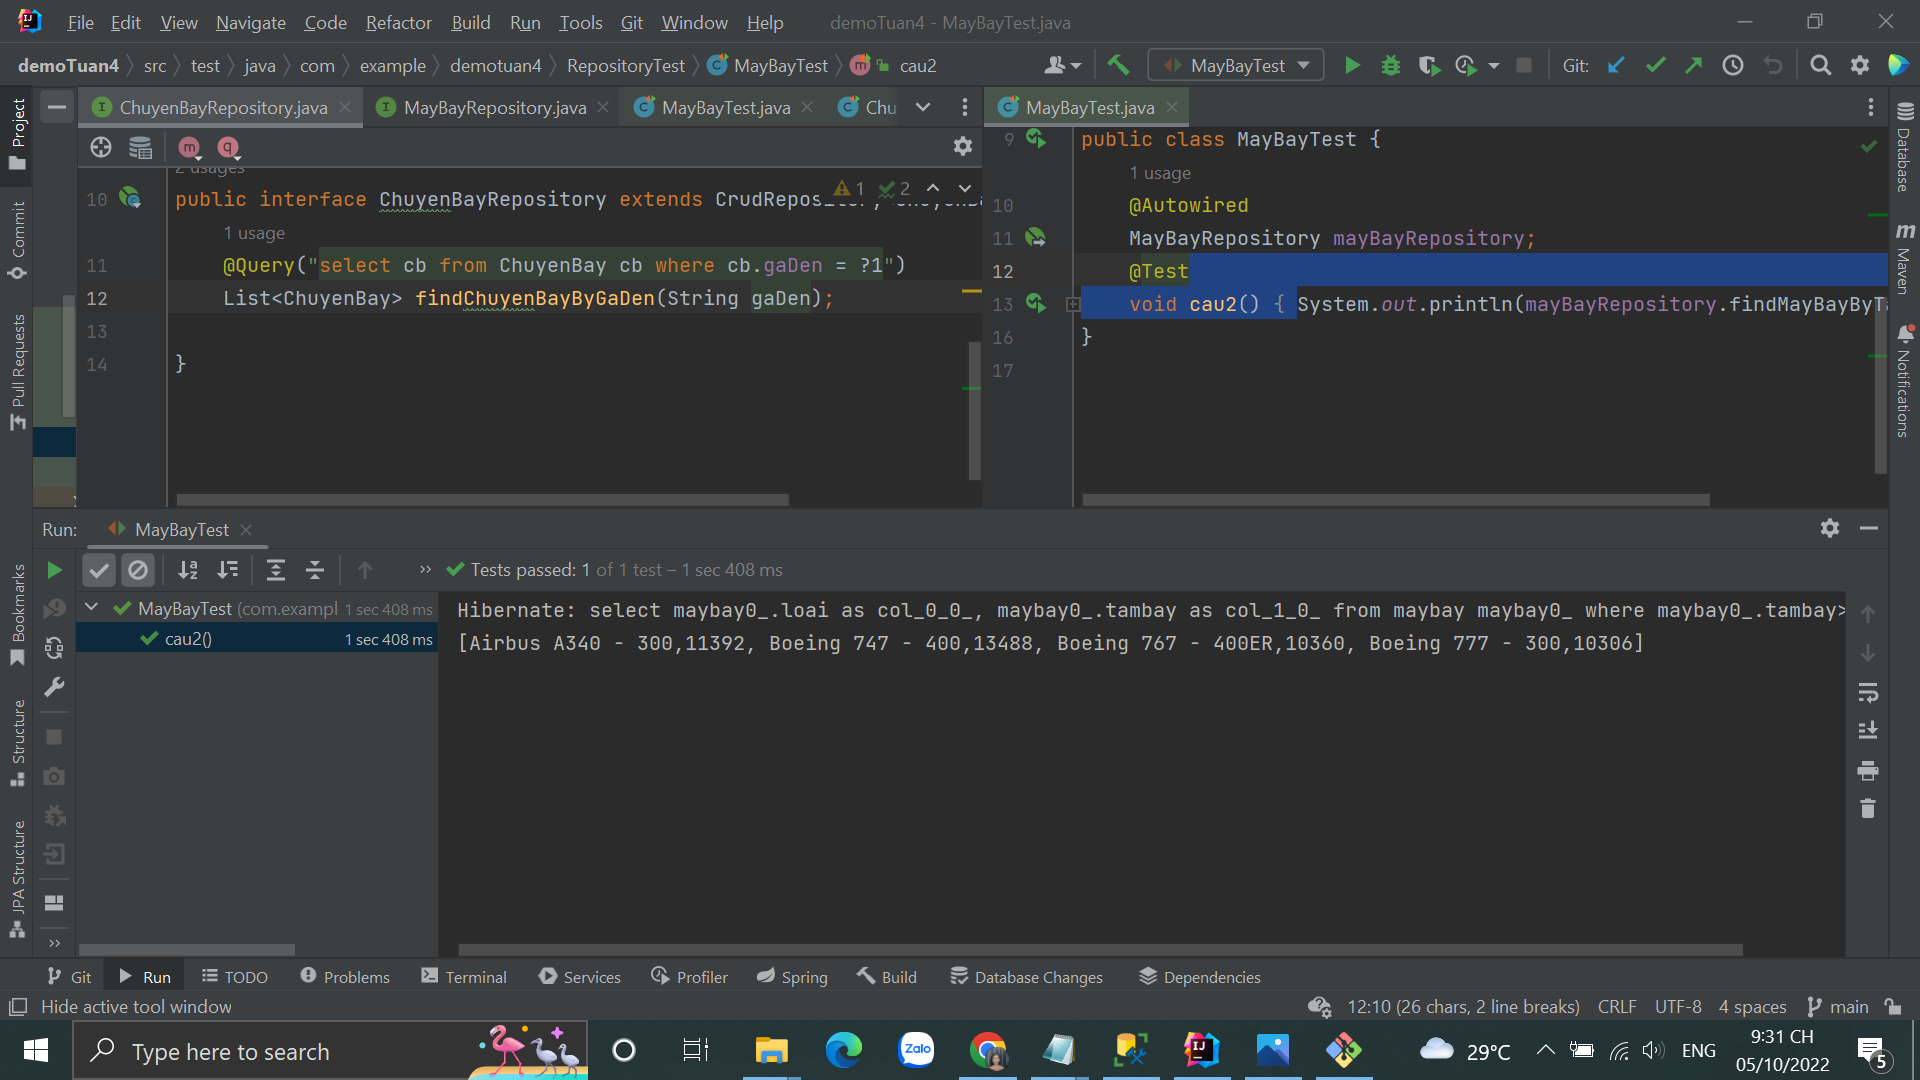 File Edit View Navigate Code Refactor Build Run Tools Git Window Help demoTuan4 - MayBayTest.java
demoTuan4 src test java com example demotuan4 RepositoryTest MayBayTest cau2 MayBayTest Git:
Project
Commit
Pull Requests
Bookmarks
Structure
JPA Structure
ChuyenBayRepository.java MayBayRepository.java MayBayTest.java Chu
2 usages
10 public interface ChuyenBayRepository extends CrudRepositor
1 2
1 usage
11 @Query("select cb from ChuyenBay cb where cb.gaDen = ?1")
12 List<ChuyenBay> findChuyenBayByGaDen(String gaDen);
13
14 }
MayBayTest.java
9 public class MayBayTest {
1 usage
10 @Autowired
11 MayBayRepository mayBayRepository;
12 @Test
13 void cau2() { System.out.println(mayBayRepository.findMayBayByT
16 }
17
Database
Maven
Notifications
Run: MayBayTest
Tests passed: 1 of 1 test – 1 sec 408 ms
MayBayTest (com.exampl 1 sec 408 ms
cau2() 1 sec 408 ms
Hibernate: select maybay0_.loai as col_0_0_, maybay0_.tambay as col_1_0_ from maybay maybay0_ where maybay0_.tambay>
[Airbus A340 - 300,11392, Boeing 747 - 400,13488, Boeing 767 - 400ER,10360, Boeing 777 - 300,10306]
Git Run TODO Problems Terminal Services Profiler Spring Build Database Changes Dependencies
Hide active tool window 12:10 (26 chars, 2 line breaks) CRLF UTF-8 4 spaces main
Type here to search Zalo 29°C ENG 9:31 CH
05/10/2022
5